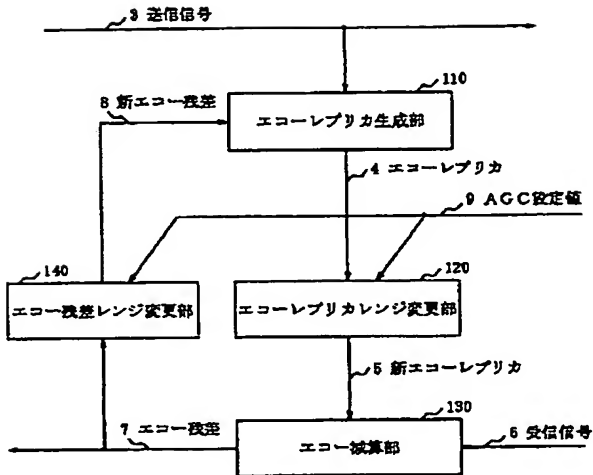 3 送信信号
110
8 新エコー残差
エコーレプリカ生成部
4 エコーレプリカ
9 AGC設定値
140
120
エコー残差レンジ変更部
エコーレプリカレンジ変更部
5 新エコーレプリカ
130
7 エコー残差
6 受信信号
エコー減算部